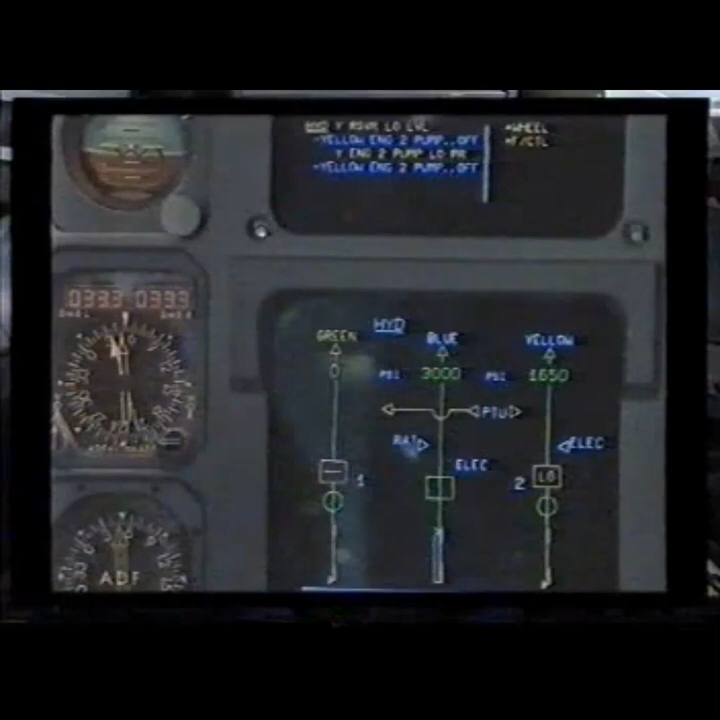 HYD Y RSVR LO LVL
-YELLOW ENG 2 PUMP..OFF
Y ENG 2 PUMP LO PR
-YELLOW ENG 2 PUMP..OFF
*WHEEL
*F/CTL
0333 0333
HYD
GREEN BLUE YELLOW
0 PSI 3000 PSI 1650
PTU
RAT ELEC
ELEC
1 2 LO
ADF